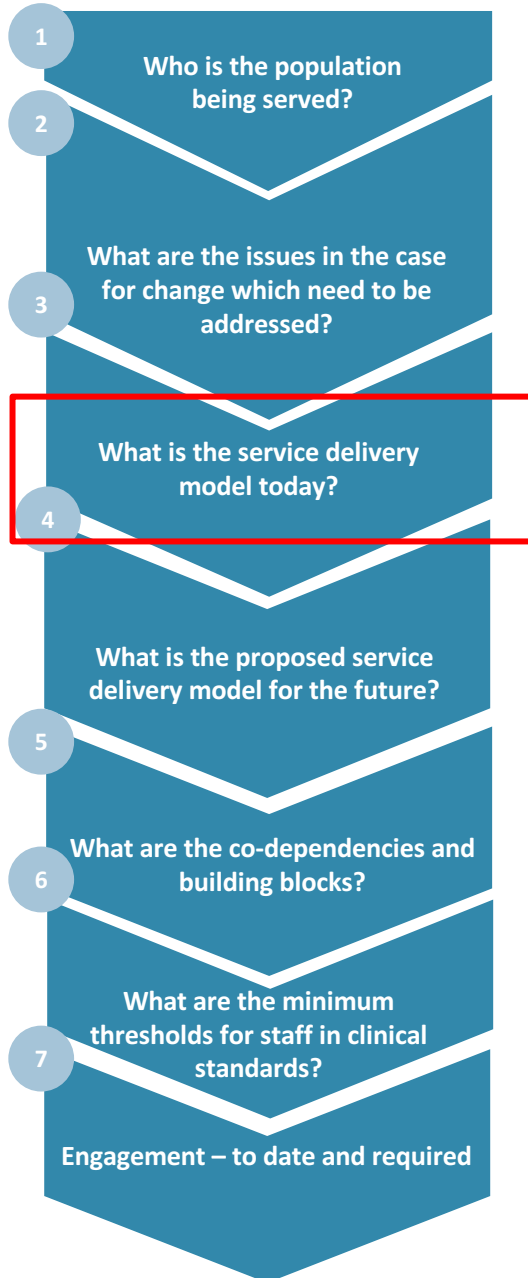 1
Who is the population
being served?
2
What are the issues in the case
for change which need to be
addressed?
3
What is the service delivery
model today?
4
What is the proposed service
delivery model for the future?
5
What are the co-dependencies and
building blocks?
6
What are the minimum
thresholds for staff in clinical
standards?
7
Engagement – to date and required